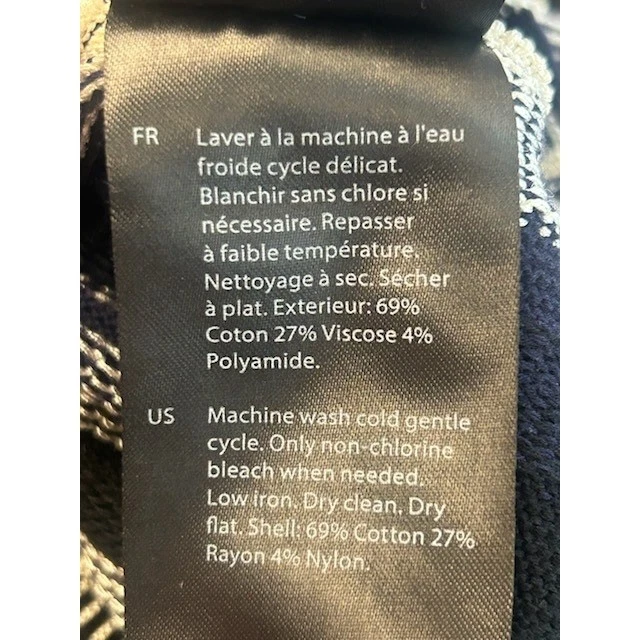 FR Laver à la machine à l'eau
froide cycle délicat.
Blanchir sans chlore si
nécessaire. Repasser
à faible température.
Nettoyage à sec. Sécher
à plat. Exterieur: 69%
Coton 27% Viscose 4%
Polyamide.
US Machine wash cold gentle
cycle. Only non-chlorine
bleach when needed.
Low iron. Dry clean. Dry
flat. Shell: 69% Cotton 27%
Rayon 4% Nylon.